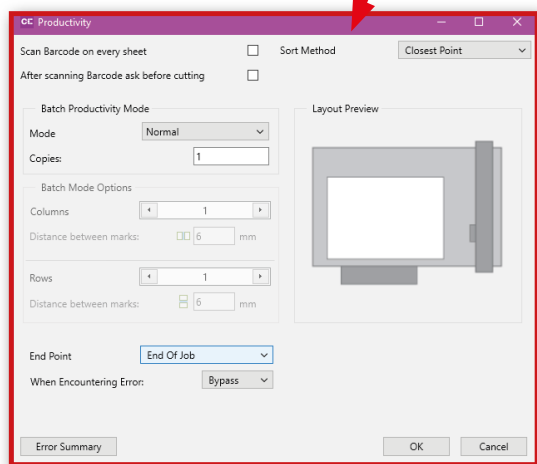 CC Productivity
Scan Barcode on every sheet
Sort Method
Closest Point
After scanning Barcode ask before cutting
Batch Productivity Mode
Layout Preview
Mode
Normal
Copies:
1
Batch Mode Options
Columns
1
Distance between marks:
6
mm
Rows
1
Distance between marks:
6
mm
End Point
End Of Job
When Encountering Error:
Bypass
Error Summary
OK
Cancel